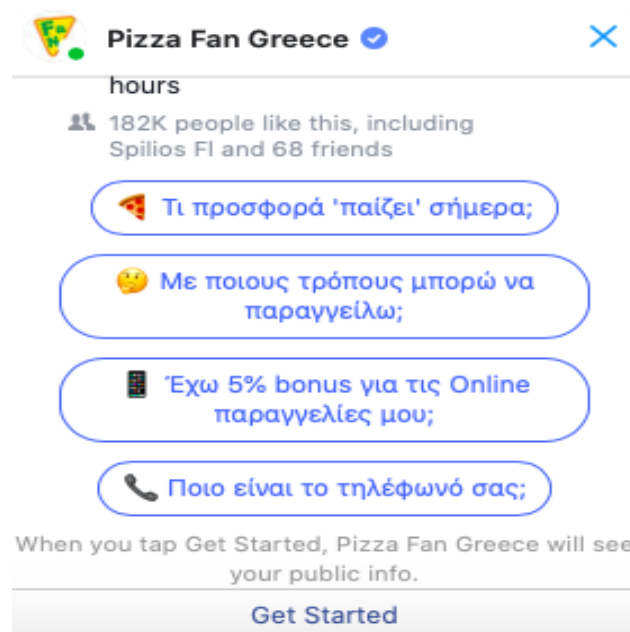 Fan
Pizza Fan Greece
hours
182K people like this, including
Spilios Fl and 68 friends
Τι προσφορά 'παίζει' σήμερα;
Με ποιους τρόπους μπορώ να
παραγγείλω;
Έχω 5% bonus για τις Online
παραγγελίες μου;
Ποιο είναι το τηλέφωνό σας;
When you tap Get Started, Pizza Fan Greece will see
your public info.
Get Started